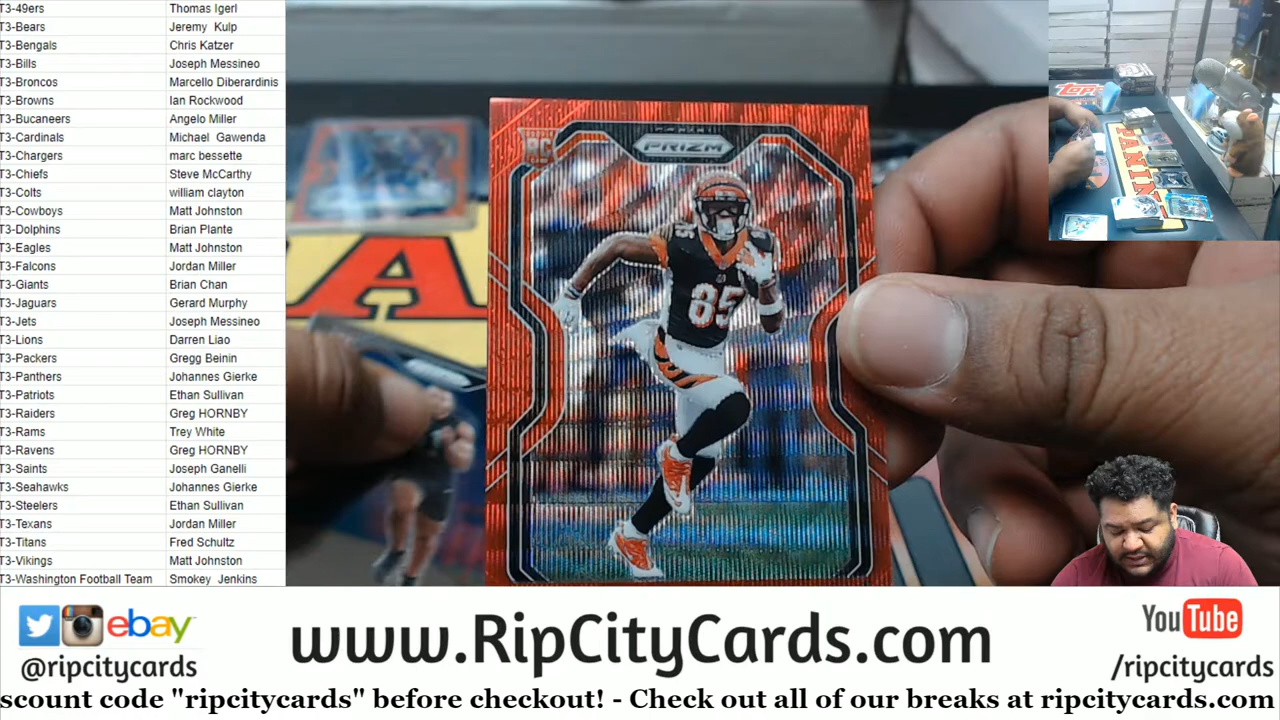 T3-49ers Thomas Igerl
T3-Bears Jeremy Kulp
T3-Bengals Chris Katzer
T3-Bills Joseph Messineo
T3-Broncos Marcello Diberardinis
T3-Browns Ian Rockwood
T3-Bucaneers Angelo Miller
T3-Cardinals Michael Gawenda
T3-Chargers marc bessette
T3-Chiefs Steve McCarthy
T3-Colts william clayton
T3-Cowboys Matt Johnston
T3-Dolphins Brian Plante
T3-Eagles Matt Johnston
T3-Falcons Jordan Miller
T3-Giants Brian Chan
T3-Jaguars Gerard Murphy
T3-Jets Joseph Messineo
T3-Lions Darren Liao
T3-Packers Gregg Beinin
T3-Panthers Johannes Gierke
T3-Patriots Ethan Sullivan
T3-Raiders Greg HORNBY
T3-Rams Trey White
T3-Ravens Greg HORNBY
T3-Saints Joseph Ganelli
T3-Seahawks Johannes Gierke
T3-Steelers Ethan Sullivan
T3-Texans Jordan Miller
T3-Titans Fred Schultz
T3-Vikings Matt Johnston
T3-Washington Football Team Smokey Jenkins
RC
PANINI
PRIZM
85
Topps
PANINI
ebay
@ripcitycards
www.RipCityCards.com
YouTube
/ripcitycards
scount code "ripcitycards" before checkout! - Check out all of our breaks at ripcitycards.com